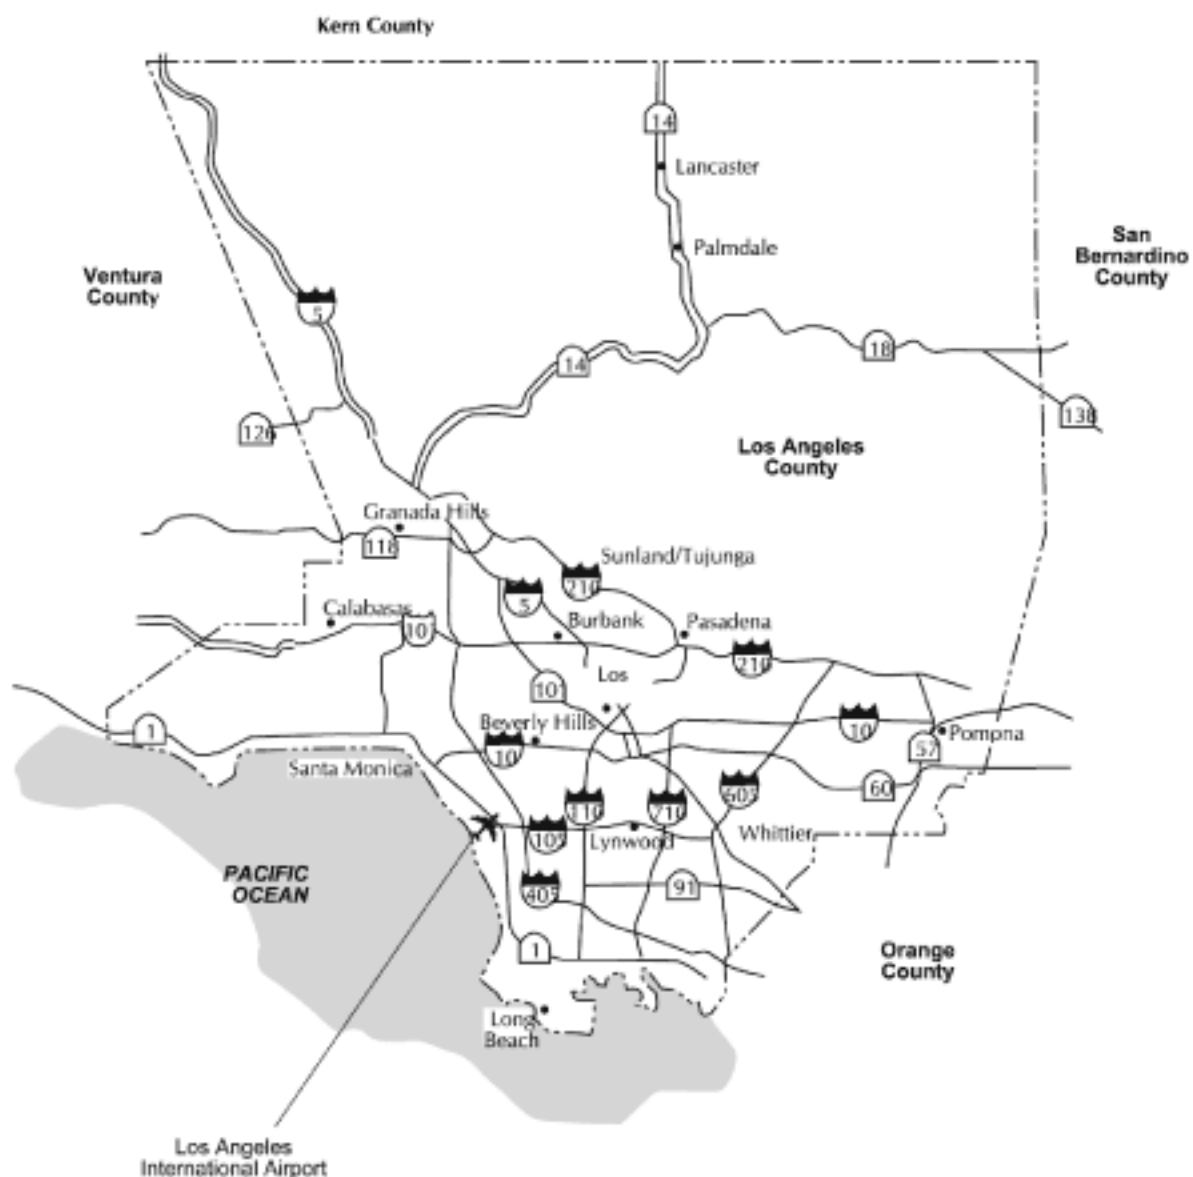 Kern County
14
Lancaster
San
Bernardino
County
Palmdale
Ventura
County
5
18
14
138
126
Los Angeles
County
Granada Hills
118
Sunland/Tujunga
210
5
Calabasas
101
Burbank
Pasadena
210
Los
101
1
Beverly Hills
10
10
Pompna
57
Santa Monica
60
605
110
710
105
Lynwood
Whittier
PACIFIC
OCEAN
405
91
1
Orange
County
Long
Beach
Los Angeles
International Airport